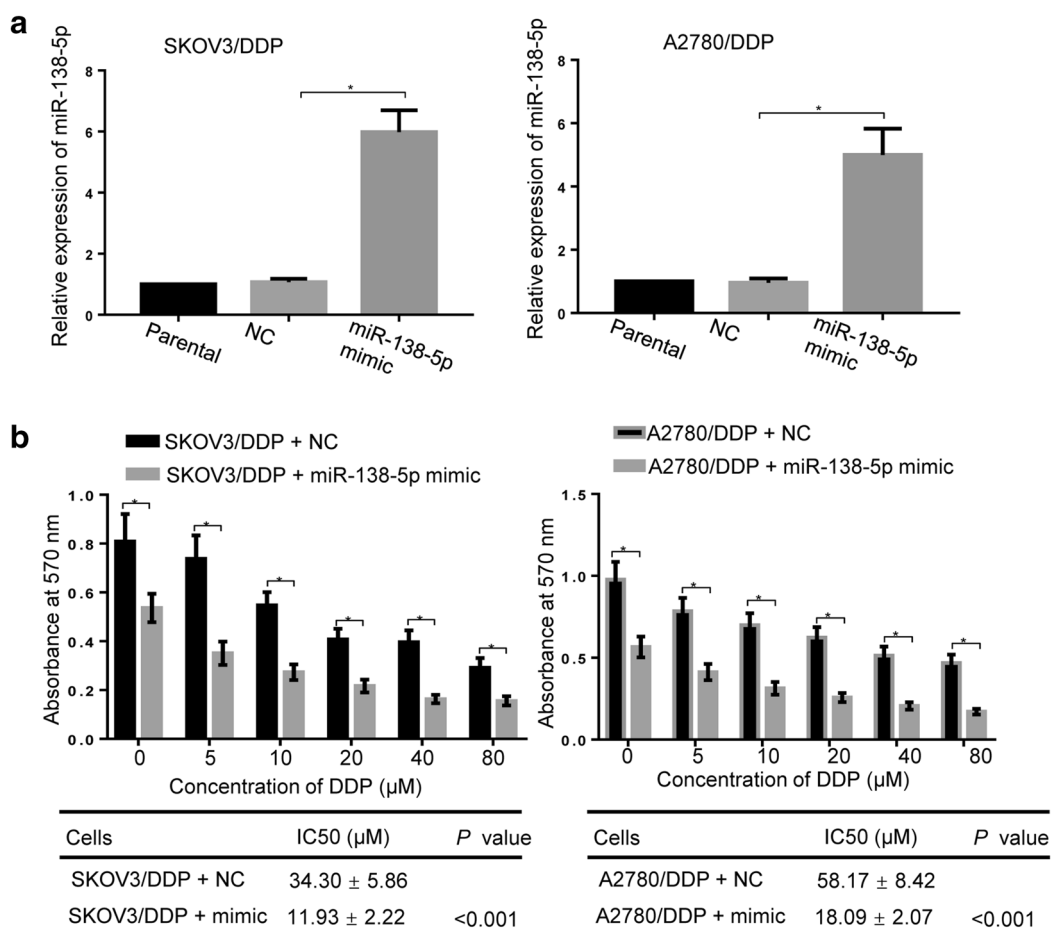 a
SKOV3/DDP
Relative expression of miR-138-5p
8
6
4
2
0
*
Parental
NC
miR-138-5p
mimic
A2780/DDP
Relative expression of miR-138-5p
8
6
4
2
0
*
Parental
NC
miR-138-5p
mimic
b
SKOV3/DDP + NC
SKOV3/DDP + miR-138-5p mimic
Absorbance at 570 nm
1.0
0.8
0.6
0.4
0.2
0.0
* * * * * *
0 5 10 20 40 80
Concentration of DDP (μM)
A2780/DDP + NC
A2780/DDP + miR-138-5p mimic
Absorbance at 570 nm
1.5
1.0
0.5
0.0
* * * * * *
0 5 10 20 40 80
Concentration of DDP (μM)
Cells IC50 (μM) P value
SKOV3/DDP + NC 34.30 ± 5.86
SKOV3/DDP + mimic 11.93 ± 2.22 <0.001
Cells IC50 (μM) P value
A2780/DDP + NC 58.17 ± 8.42
A2780/DDP + mimic 18.09 ± 2.07 <0.001